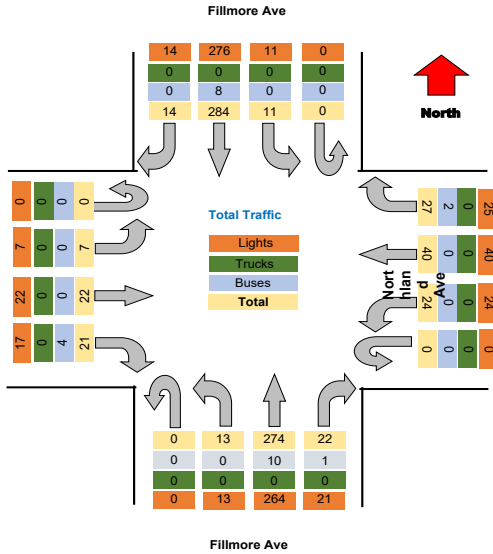 Fillmore Ave
14 276 11 0
0 0 0 0
0 8 0 0
14 284 11 0
North
0 0 0 0
7 0 0 7
22 0 0 22
17 0 4 21
Total Traffic
Lights
Trucks
Buses
Total
27 2 0 25
40 0 0 40
24 0 0 24
0 0 0 0
Nor
thlan
d
Ave
0 13 274 22
0 0 10 1
0 0 0 0
0 13 264 21
Fillmore Ave